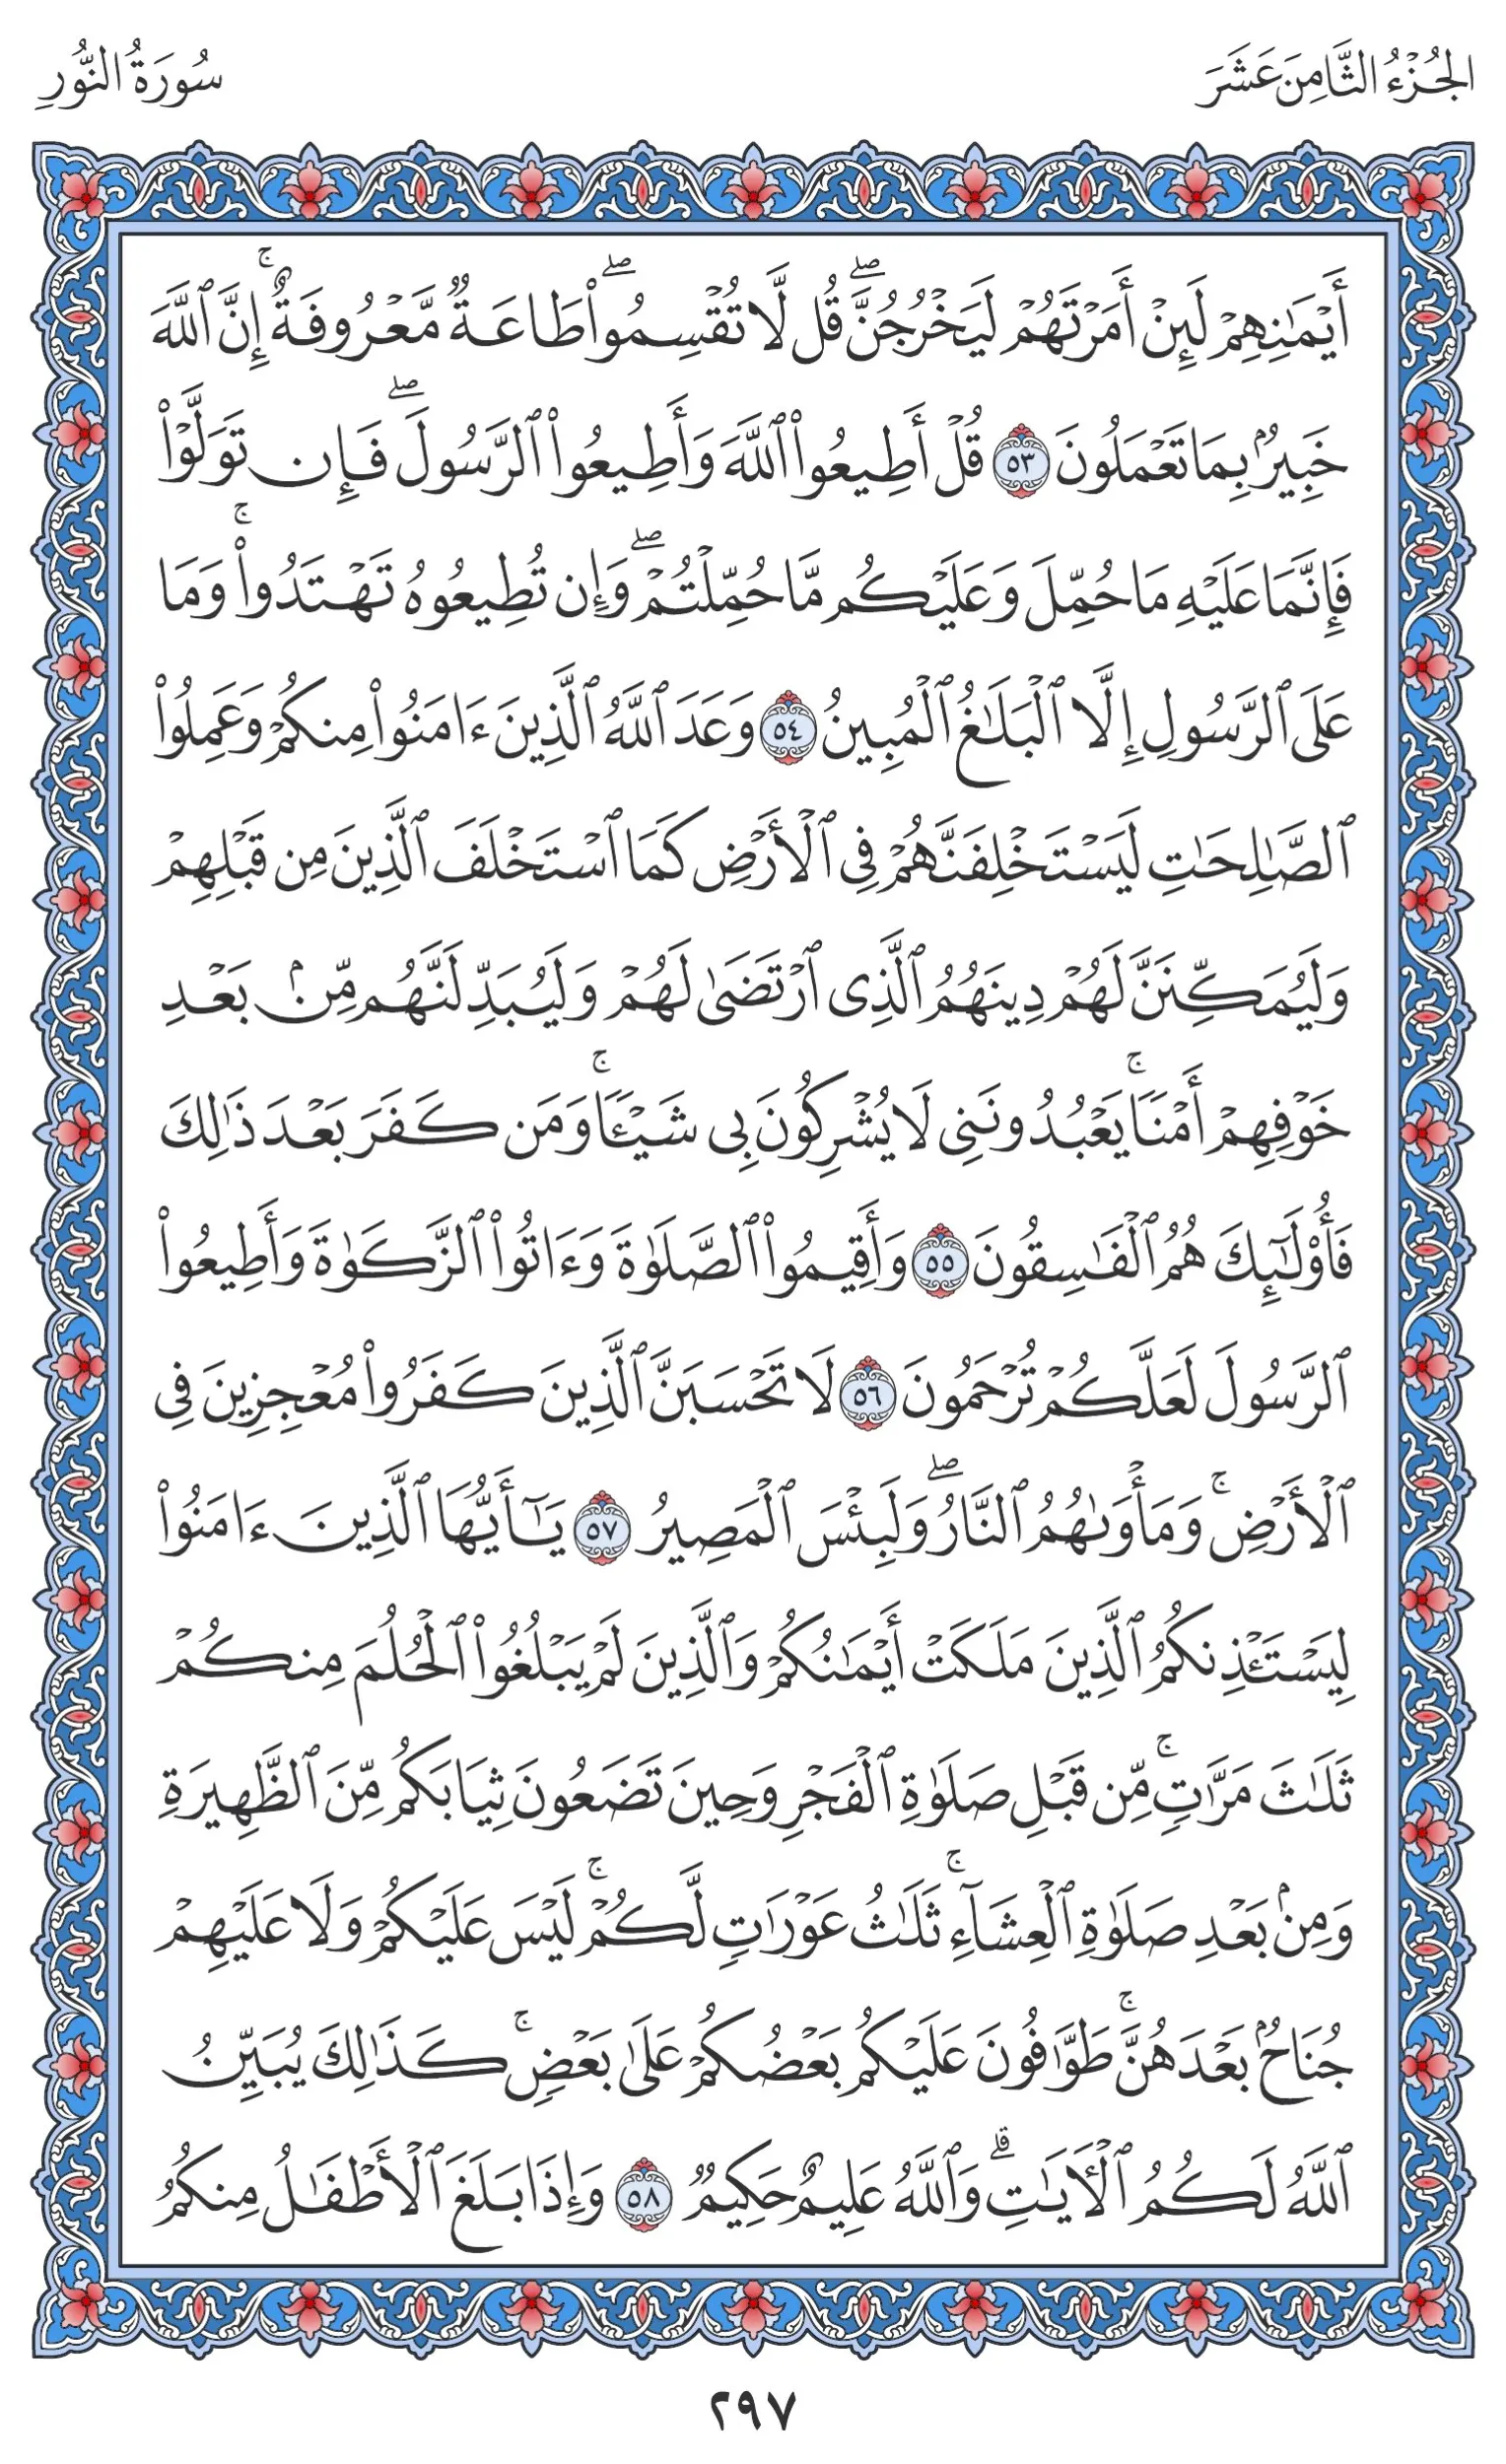 الجُزْءُ الثَّامِنَ عَشَرَ
سُورَةُ النُّورِ
أَيْمَٰنِهِمْ لَئِنْ أَمَرْتَهُمْ لَيَخْرُجُنَّۖ قُل لَّا تُقْسِمُوا۟ۖ طَاعَةٌ مَّعْرُوفَةٌۚ إِنَّ ٱللَّهَ
خَبِيرٌۢ بِمَا تَعْمَلُونَ ٥٣ قُلْ أَطِيعُوا۟ ٱللَّهَ وَأَطِيعُوا۟ ٱلرَّسُولَۖ فَإِن تَوَلَّوْا۟
فَإِنَّمَا عَلَيْهِ مَا حُمِّلَ وَعَلَيْكُم مَّا حُمِّلْتُمْۖ وَإِن تُطِيعُوهُ تَهْتَدُوا۟ۚ وَمَا
عَلَى ٱلرَّسُولِ إِلَّا ٱلْبَلَٰغُ ٱلْمُبِينُ ٥٤ وَعَدَ ٱللَّهُ ٱلَّذِينَ ءَامَنُوا۟ مِنكُمْ وَعَمِلُوا۟
ٱلصَّٰلِحَٰتِ لَيَسْتَخْلِفَنَّهُمْ فِى ٱلْأَرْضِ كَمَا ٱسْتَخْلَفَ ٱلَّذِينَ مِن قَبْلِهِمْ
وَلَيُمَكِّنَنَّ لَهُمْ دِينَهُمُ ٱلَّذِى ٱرْتَضَىٰ لَهُمْ وَلَيُبَدِّلَنَّهُم مِّنۢ بَعْدِ
خَوْفِهِمْ أَمْنًاۚ يَعْبُدُونَنِى لَا يُشْرِكُونَ بِى شَيْـًٔاۚ وَمَن كَفَرَ بَعْدَ ذَٰلِكَ
فَأُو۟لَٰٓئِكَ هُمُ ٱلْفَٰسِقُونَ ٥٥ وَأَقِيمُوا۟ ٱلصَّلَوٰةَ وَءَاتُوا۟ ٱلزَّكَوٰةَ وَأَطِيعُوا۟
ٱلرَّسُولَ لَعَلَّكُمْ تُرْحَمُونَ ٥٦ لَا تَحْسَبَنَّ ٱلَّذِينَ كَفَرُوا۟ مُعْجِزِينَ فِى
ٱلْأَرْضِۚ وَمَأْوَىٰهُمُ ٱلنَّارُۖ وَلَبِئْسَ ٱلْمَصِيرُ ٥٧ يَٰٓأَيُّهَا ٱلَّذِينَ ءَامَنُوا۟
لِيَسْتَـْٔذِنكُمُ ٱلَّذِينَ مَلَكَتْ أَيْمَٰنُكُمْ وَٱلَّذِينَ لَمْ يَبْلُغُوا۟ ٱلْحُلُمَ مِنكُمْ
ثَلَٰثَ مَرَّٰتٍۚ مِّن قَبْلِ صَلَوٰةِ ٱلْفَجْرِ وَحِينَ تَضَعُونَ ثِيَابَكُم مِّنَ ٱلظَّهِيرَةِ
وَمِنۢ بَعْدِ صَلَوٰةِ ٱلْعِشَآءِۚ ثَلَٰثُ عَوْرَٰتٍ لَّكُمْۚ لَيْسَ عَلَيْكُمْ وَلَا عَلَيْهِمْ
جُنَاحٌۢ بَعْدَهُنَّۚ طَوَّٰفُونَ عَلَيْكُم بَعْضُكُمْ عَلَىٰ بَعْضٍۚ كَذَٰلِكَ يُبَيِّنُ
ٱللَّهُ لَكُمُ ٱلْـَٔايَٰتِۗ وَٱللَّهُ عَلِيمٌ حَكِيمٌ ٥٨ وَإِذَا بَلَغَ ٱلْأَطْفَٰلُ مِنكُمُ
٢٩٧